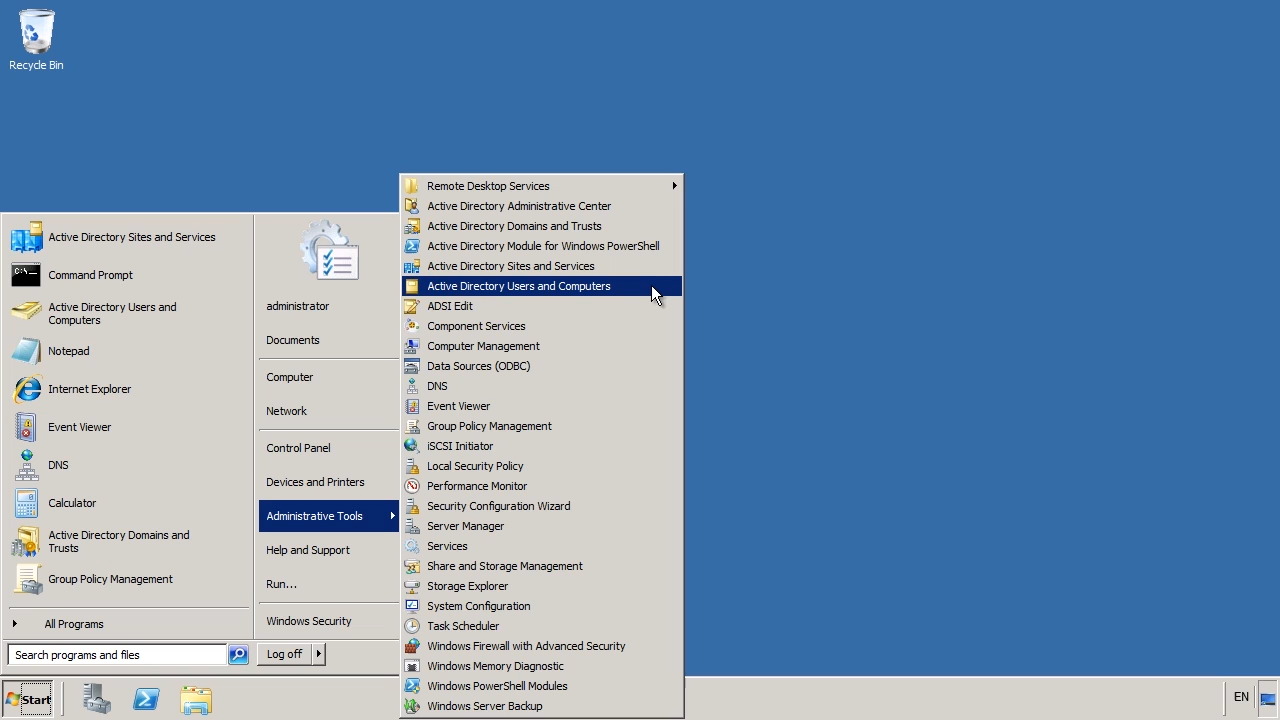 Recycle Bin
Active Directory Sites and Services
Command Prompt
Active Directory Users and
Computers
Notepad
Internet Explorer
Event Viewer
DNS
Calculator
Active Directory Domains and
Trusts
Group Policy Management
All Programs
Search programs and files
administrator
Documents
Computer
Network
Control Panel
Devices and Printers
Administrative Tools
Help and Support
Run...
Windows Security
Log off
Remote Desktop Services
Active Directory Administrative Center
Active Directory Domains and Trusts
Active Directory Module for Windows PowerShell
Active Directory Sites and Services
Active Directory Users and Computers
ADSI Edit
Component Services
Computer Management
Data Sources (ODBC)
DNS
Event Viewer
Group Policy Management
iSCSI Initiator
Local Security Policy
Performance Monitor
Security Configuration Wizard
Server Manager
Services
Share and Storage Management
Storage Explorer
System Configuration
Task Scheduler
Windows Firewall with Advanced Security
Windows Memory Diagnostic
Windows PowerShell Modules
Windows Server Backup
Start
EN